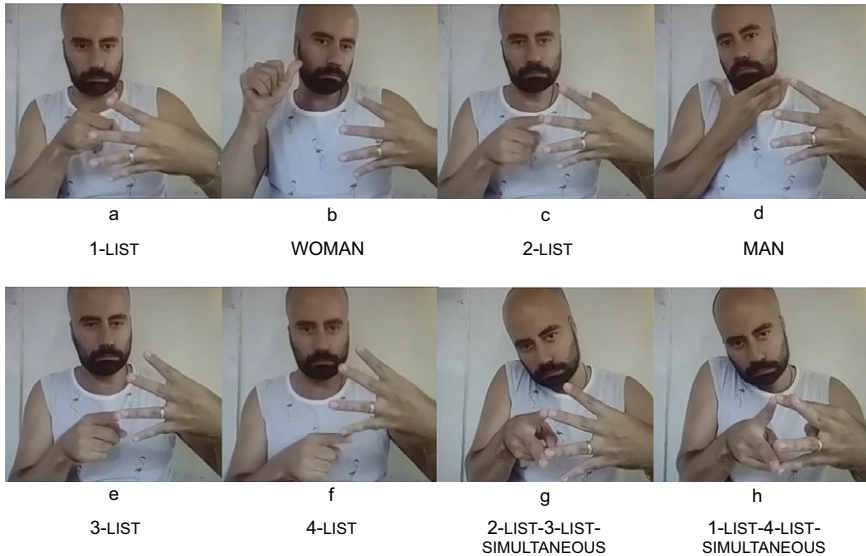 a b c d
1-LIST WOMAN 2-LIST MAN
e f g h
3-LIST 4-LIST 2-LIST-3-LIST- 1-LIST-4-LIST-
SIMULTANEOUS SIMULTANEOUS